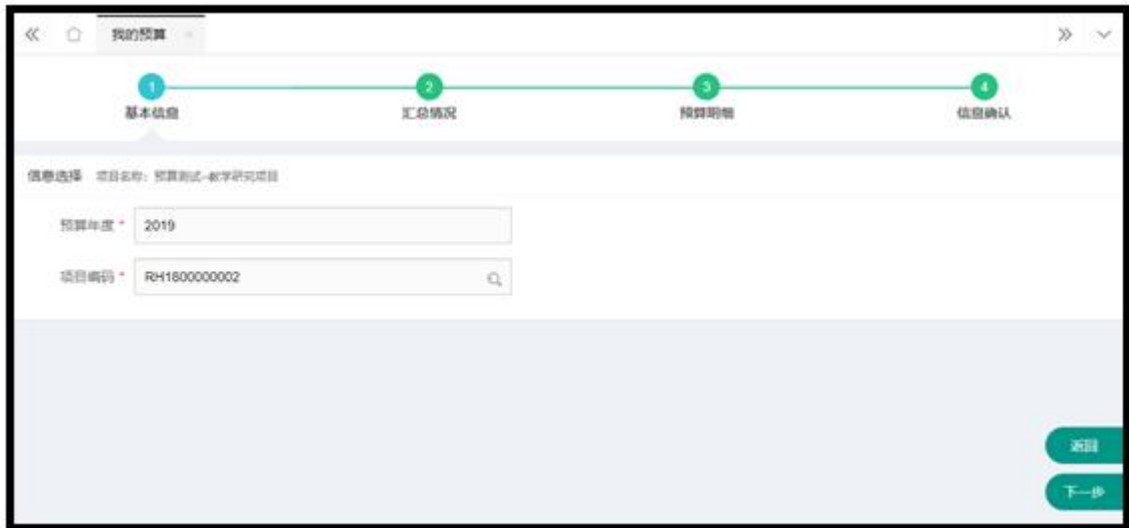 我的预算
1 2 3 4
基本信息 汇总情况 预算明细 信息确认
信息选择 项目名称：预算测试-教学研究项目
预算年度 * 2019
项目编码 * RH1800000002
返回
下一步